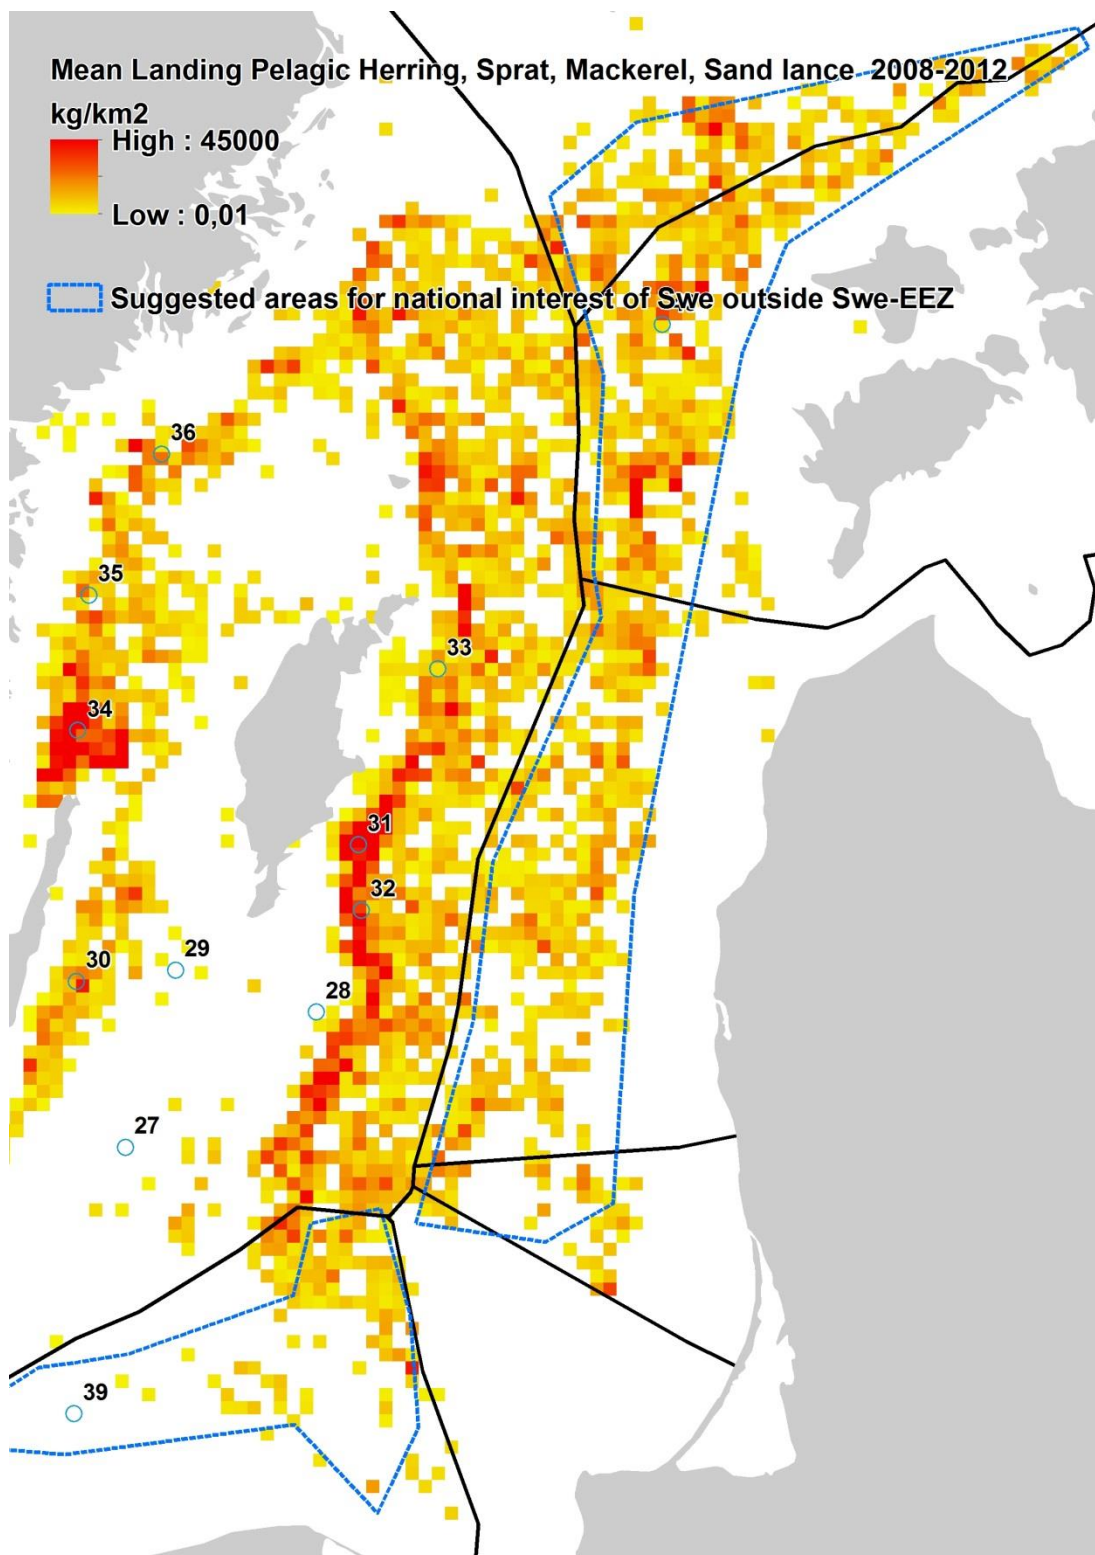 Mean Landing Pelagic Herring, Sprat, Mackerel, Sand lance 2008-2012
kg/km2
High : 45000
Low : 0,01
Suggested areas for national interest of Swe outside Swe-EEZ
36
35
33
34
31
32
30
29
28
27
39